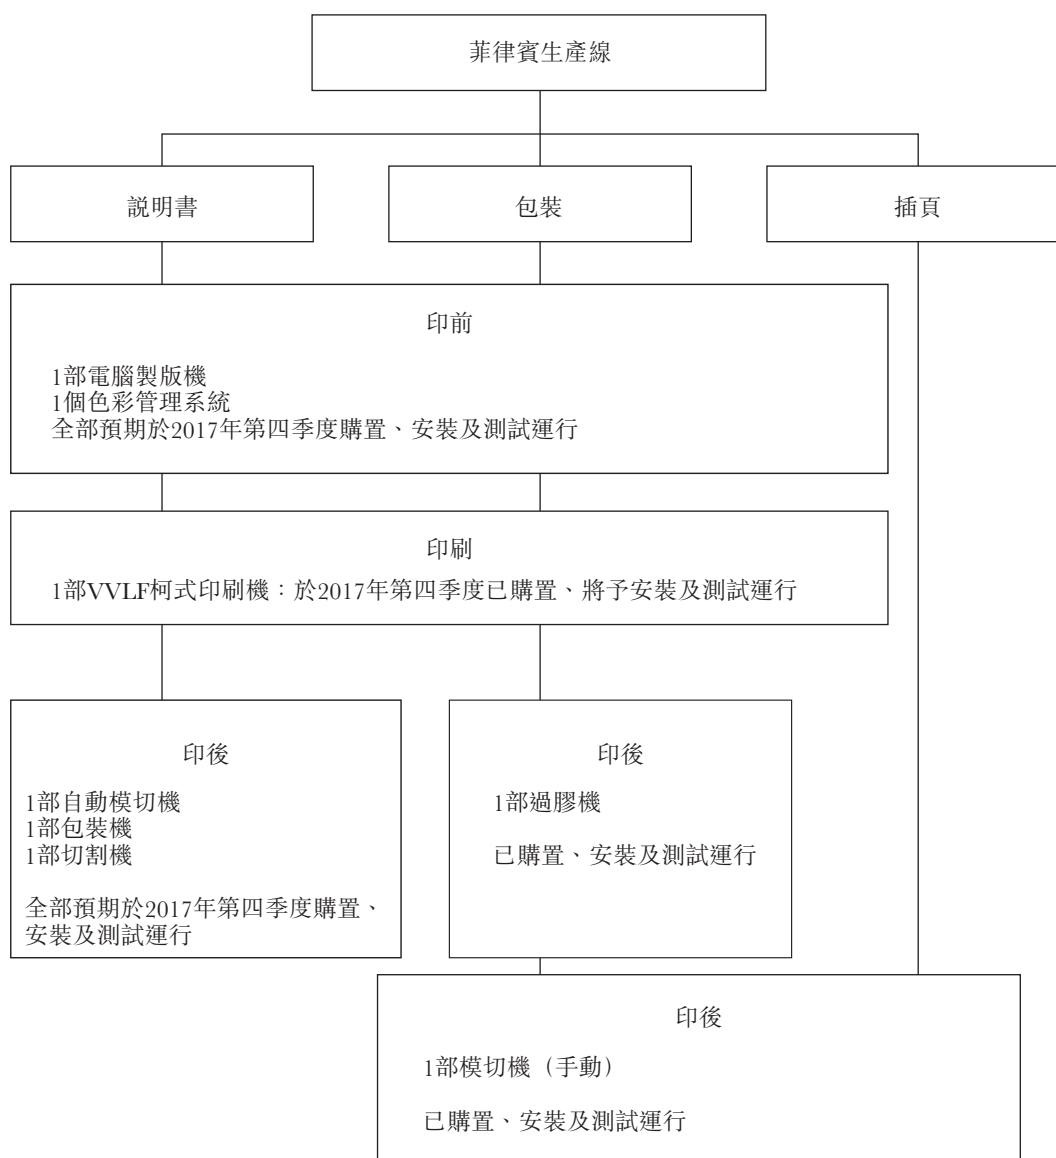 菲律賓生產線
説明書
包裝
插頁
印前
1部電腦製版機
1個色彩管理系統
全部預期於2017年第四季度購置、安裝及測試運行
印刷
1部VVLF柯式印刷機：於2017年第四季度已購置、將予安裝及測試運行
印後
1部自動模切機
1部包裝機
1部切割機
全部預期於2017年第四季度購置、
安裝及測試運行
印後
1部過膠機
已購置、安裝及測試運行
印後
1部模切機（手動）
已購置、安裝及測試運行